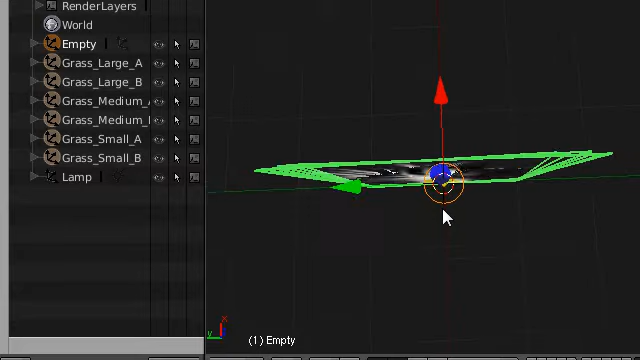 RenderLayers
World
Empty
Grass_Large_A
Grass_Large_B
Grass_Medium_
Grass_Medium_
Grass_Small_A
Grass_Small_B
Lamp
x
y
(1) Empty